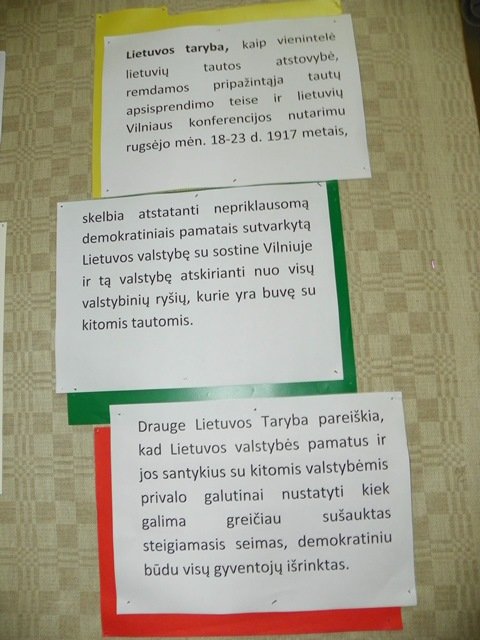 Lietuvos taryba, kaip vienintelė
lietuvių tautos atstovybė,
remdamos pripažintąja tautų
apsisprendimo teise ir lietuvių
Vilniaus konferencijos nutarimu
rugsėjo mėn. 18-23 d. 1917 metais,
skelbia atstatanti nepriklausomą
demokratiniais pamatais sutvarkytą
Lietuvos valstybę su sostine Vilniuje
ir tą valstybę atskirianti nuo visų
valstybinių ryšių, kurie yra buvę su
kitomis tautomis.
Drauge Lietuvos Taryba pareiškia,
kad Lietuvos valstybės pamatus ir
jos santykius su kitomis valstybėmis
privalo galutinai nustatyti kiek
galima greičiau sušauktas
steigiamasis seimas, demokratiniu
būdu visų gyventojų išrinktas.